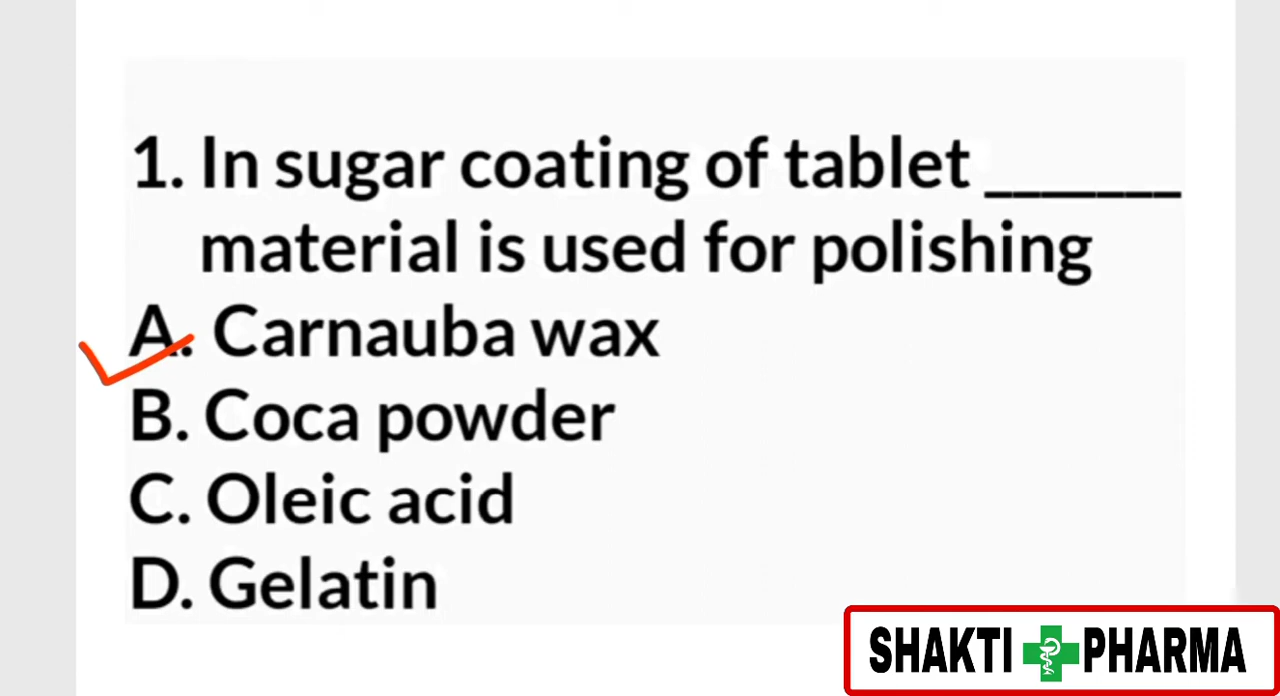 1. In sugar coating of tablet _______
material is used for polishing
A. Carnauba wax
B. Coca powder
C. Oleic acid
D. Gelatin
SHAKTI PHARMA